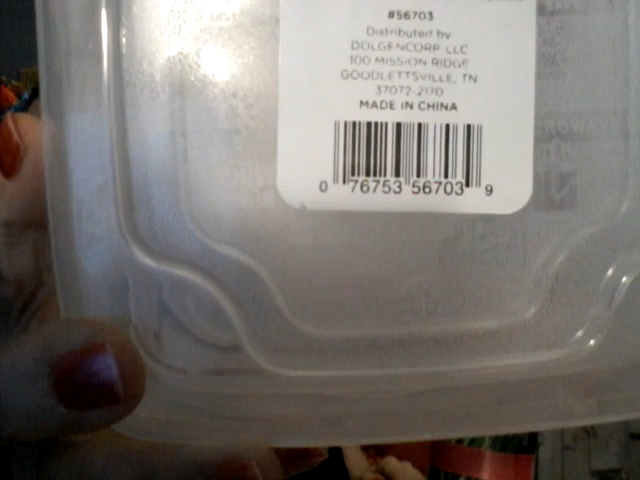 #56703
Distributed by
DOLGENCORP, LLC
100 MISSION RIDGE
GOODLETTSVILLE, TN
37072-2170
MADE IN CHINA
0 76753 56703 9